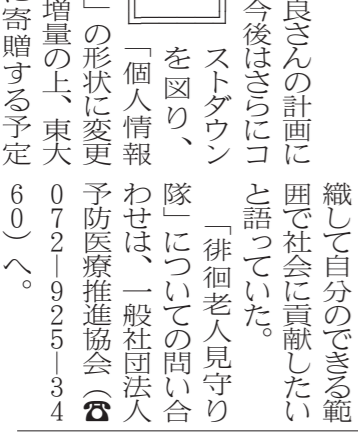 良さんの計画に
今後はさらにコ
ストダウン
を図り、
「個人情報
」の形状に変更
増量の上、東大
に寄贈する予定
織して自分のできる範
囲で社会に貢献したい
と語っていた。
「徘徊老人見守り
隊」についての問い合
わせは、一般社団法人
予防医療推進協会（☎
072―925―34
60）へ。